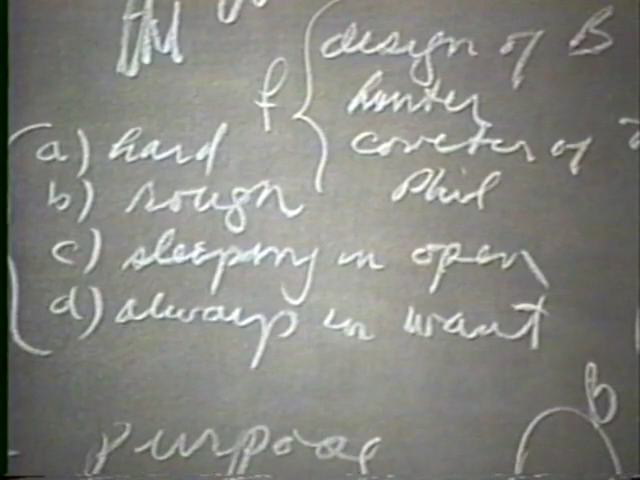 f { design of B
hunter
coveter of
Phil
a) hard
b) rough
c) sleeping in open
d) always in want
purpose
b